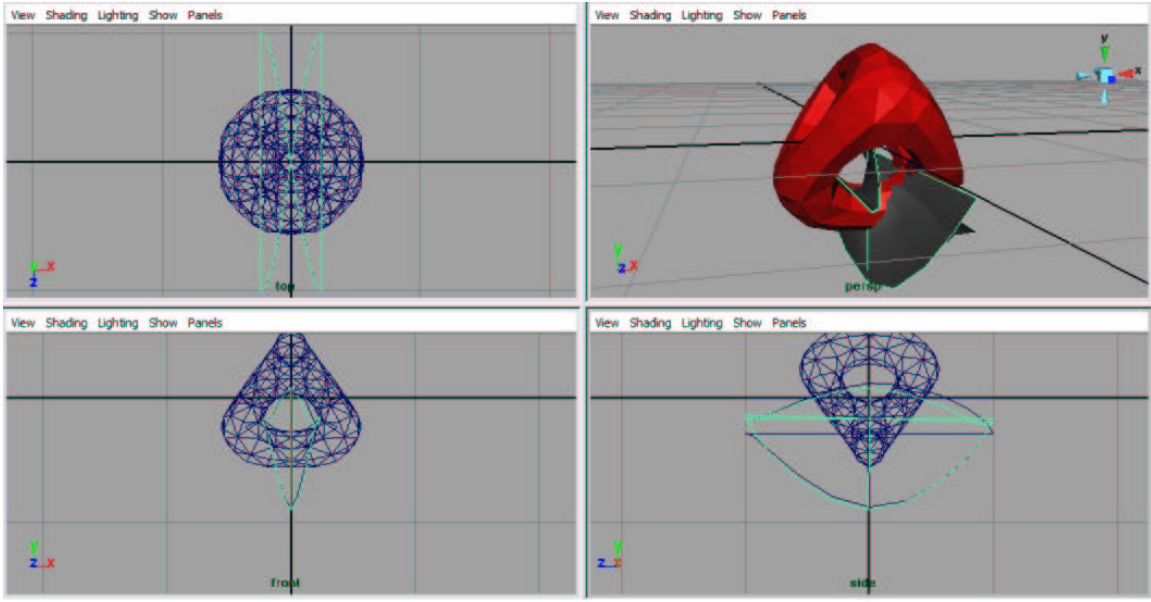 View Shading Lighting Show Panels
y
x
y
x
z
top
View Shading Lighting Show Panels
y
x
y
z x
persp
View Shading Lighting Show Panels
y
z x
front
View Shading Lighting Show Panels
y
z x
side